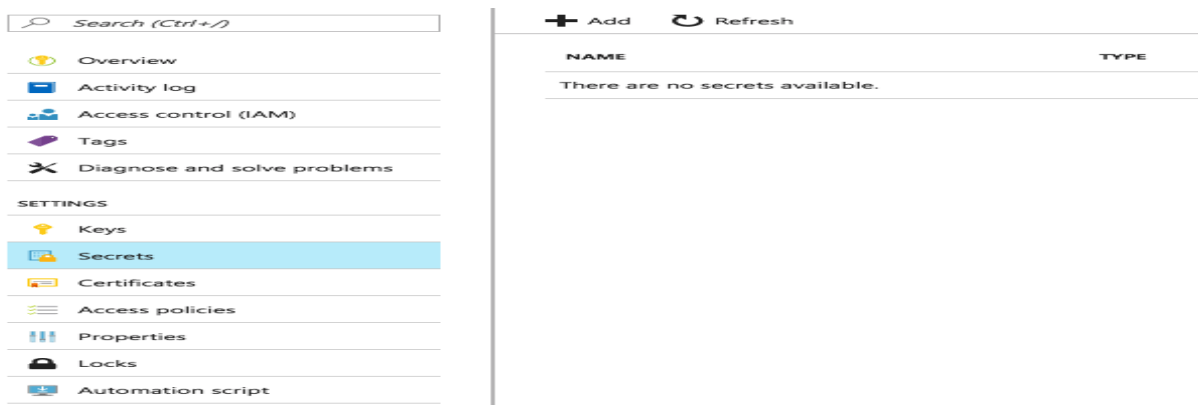 Search (Ctrl+/)
Overview
Activity log
Access control (IAM)
Tags
Diagnose and solve problems
SETTINGS
Keys
Secrets
Certificates
Access policies
Properties
Locks
Automation script
Add Refresh
NAME TYPE
There are no secrets available.